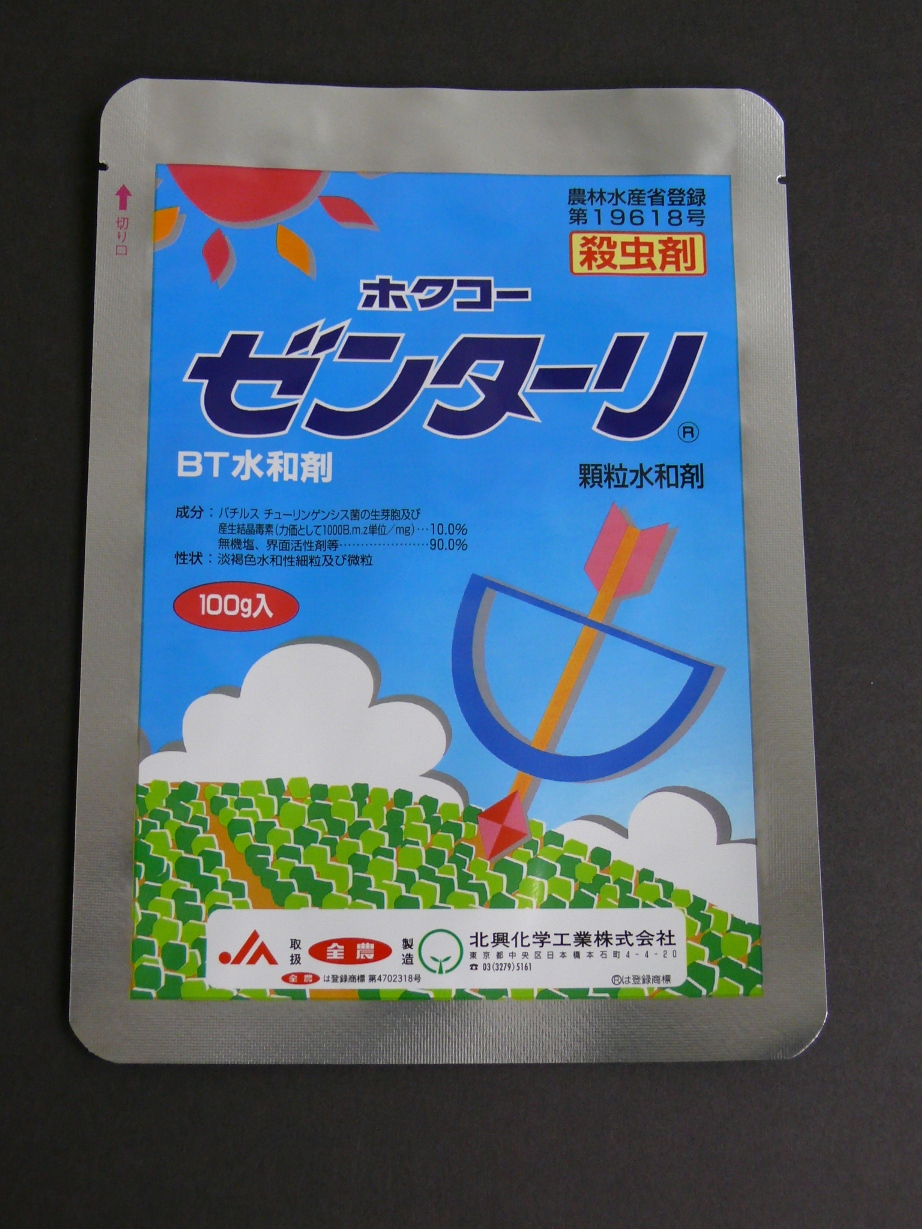 切り口
農林水産省登録
第19618号
殺虫剤
ホクコー
ゼンターリ®
BT水和剤
顆粒水和剤
成分：バチルス チューリンゲンシス菌の生芽胞及び
産生結晶毒素(力価として1000B.m.z単位／mg)…10.0%
無機塩、界面活性剤等…………………90.0%
性状：淡褐色水和性細粒及び微粒
100g入
JA
取扱
全農
全農 は登録商標 第4702318号
製造
北興化学工業株式会社
東京都中央区日本橋本石町4-4-20
☎ 03(3279)5161
Ⓡは登録商標